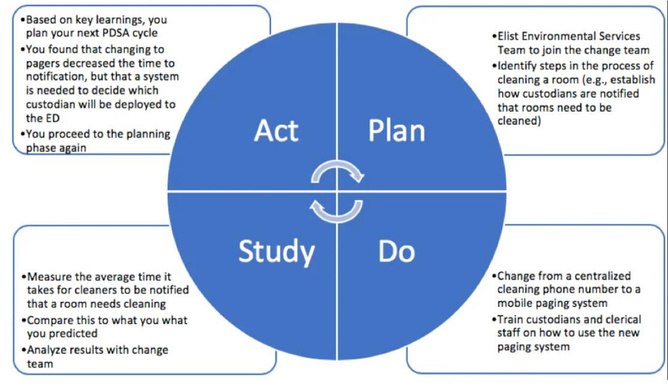 •Based on key learnings, you
plan your next PDSA cycle
•You found that changing to
pagers decreased the time to
notification, but that a system
is needed to decide which
custodian will be deployed to
the ED
•You proceed to the planning
phase again
•Elist Environmental Services
Team to join the change team
•Identify steps in the process of
cleaning a room (e.g., establish
how custodians are notified
that rooms need to be
cleaned)
Act
Plan
Study
Do
•Measure the average time it
takes for cleaners to be notified
that a room needs cleaning
•Compare this to what you what
you predicted
•Analyze results with change
team
•Change from a centralized
cleaning phone number to a
mobile paging system
•Train custodians and clerical
staff on how to use the new
paging system